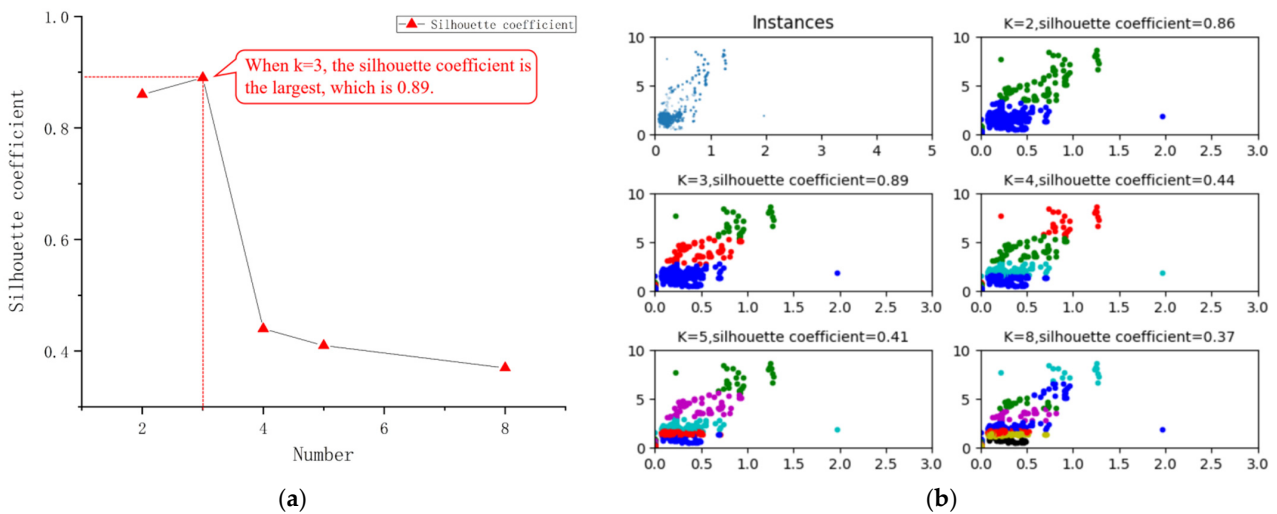 1.0
0.8
0.6
0.4
Silhouette coefficient
Silhouette coefficient
When k=3, the silhouette coefficient is
the largest, which is 0.89.
2 4 6 8
Number
(a)
Instances
10
5
0
0 1 2 3 4 5
K=2,silhouette coefficient=0.86
10
5
0
0.0 0.5 1.0 1.5 2.0 2.5 3.0
K=3,silhouette coefficient=0.89
10
5
0
0.0 0.5 1.0 1.5 2.0 2.5 3.0
K=4,silhouette coefficient=0.44
10
5
0
0.0 0.5 1.0 1.5 2.0 2.5 3.0
K=5,silhouette coefficient=0.41
10
5
0
0.0 0.5 1.0 1.5 2.0 2.5 3.0
K=8,silhouette coefficient=0.37
10
5
0
0.0 0.5 1.0 1.5 2.0 2.5 3.0
(b)